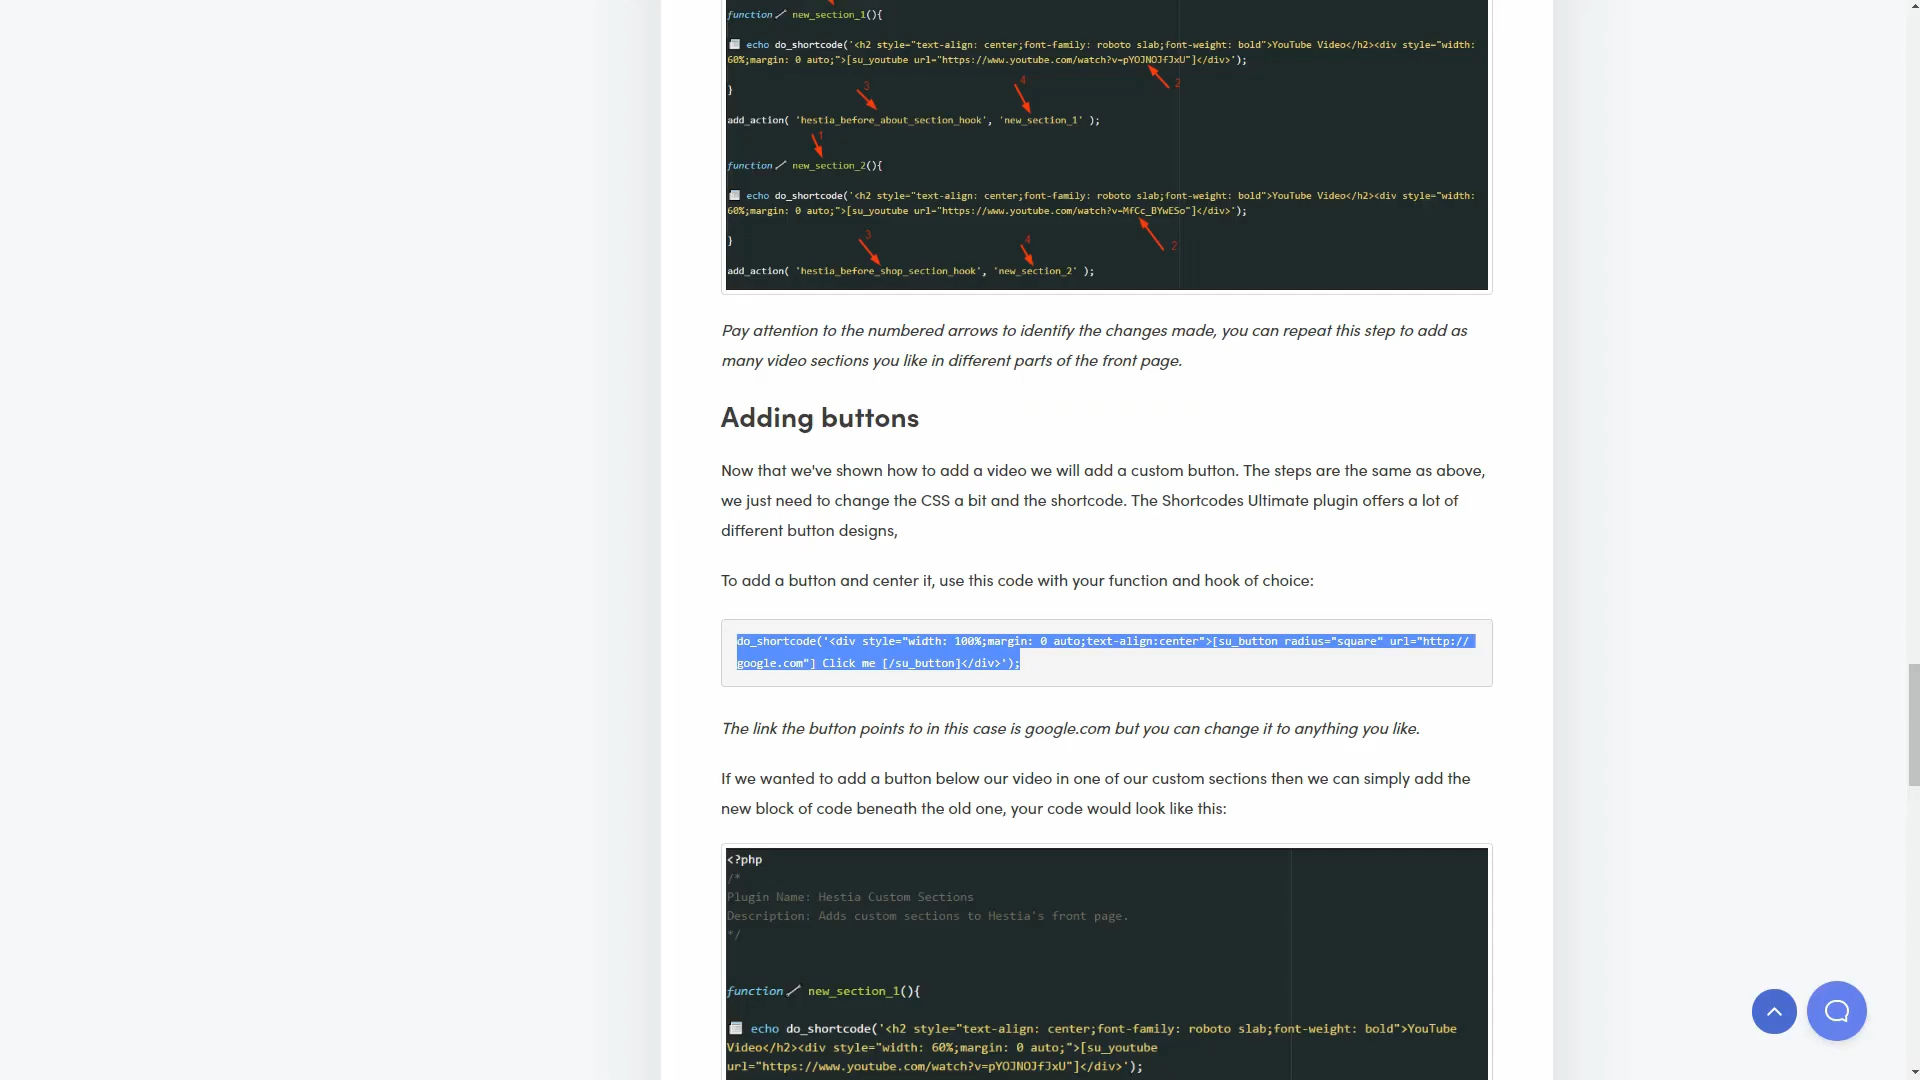 function new_section_1(){
echo do_shortcode('<h2 style="text-align: center;font-family: roboto slab;font-weight: bold">YouTube Video</h2><div style="width:
60%;margin: 0 auto;">[su_youtube url="https://www.youtube.com/watch?v=pYOJNOJfJxU"]</div>');
2
}
3 4
add_action( 'hestia_before_about_section_hook', 'new_section_1' );
1
function new_section_2(){
echo do_shortcode('<h2 style="text-align: center;font-family: roboto slab;font-weight: bold">YouTube Video</h2><div style="width:
60%;margin: 0 auto;">[su_youtube url="https://www.youtube.com/watch?v=MfCc_BYwESo"]</div>');
2
}
3 4
add_action( 'hestia_before_shop_section_hook', 'new_section_2' );
Pay attention to the numbered arrows to identify the changes made, you can repeat this step to add as
many video sections you like in different parts of the front page.
Adding buttons
Now that we've shown how to add a video we will add a custom button. The steps are the same as above,
we just need to change the CSS a bit and the shortcode. The Shortcodes Ultimate plugin offers a lot of
different button designs,
To add a button and center it, use this code with your function and hook of choice:
do_shortcode('<div style="width: 100%;margin: 0 auto;text-align:center">[su_button radius="square" url="http://
google.com"] Click me [/su_button]</div>');
The link the button points to in this case is google.com but you can change it to anything you like.
If we wanted to add a button below our video in one of our custom sections then we can simply add the
new block of code beneath the old one, your code would look like this:
<?php
/*
Plugin Name: Hestia Custom Sections
Description: Adds custom sections to Hestia's front page.
*/
function new_section_1(){
echo do_shortcode('<h2 style="text-align: center;font-family: roboto slab;font-weight: bold">YouTube
Video</h2><div style="width: 60%;margin: 0 auto;">[su_youtube
url="https://www.youtube.com/watch?v=pYOJNOJfJxU"]</div>');